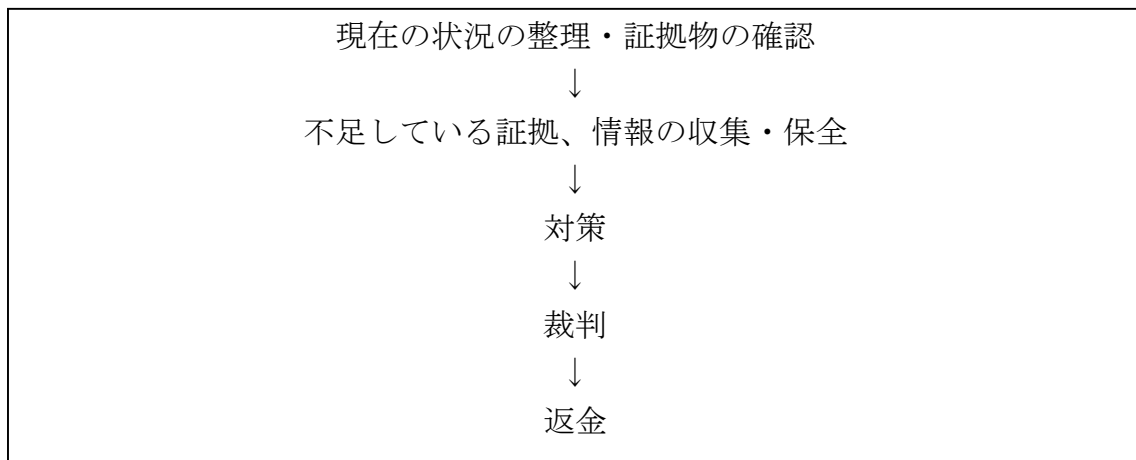 現在の状況の整理・証拠物の確認
↓
不足している証拠、情報の収集・保全
↓
対策
↓
裁判
↓
返金